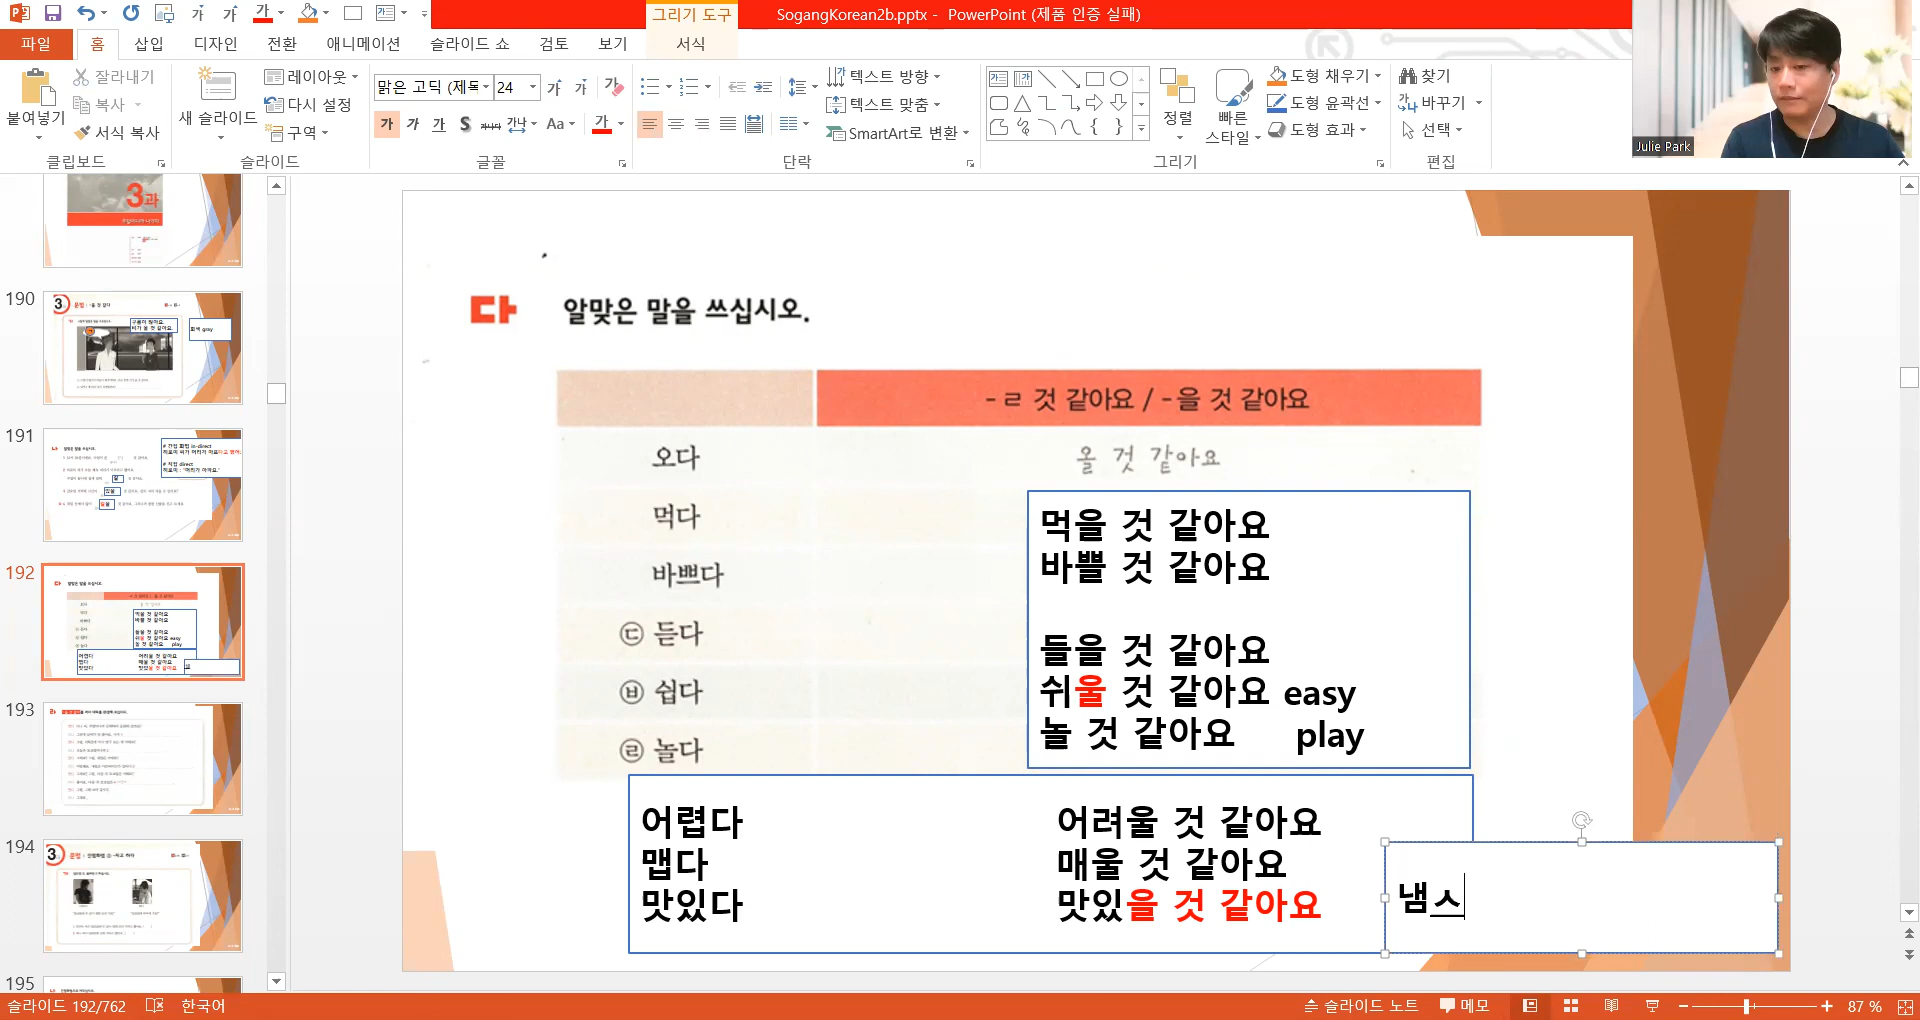 그리기 도구
SogangKorean2b.pptx - PowerPoint (제품 인증 실패)
파일 홈 삽입 디자인 전환 애니메이션 슬라이드 쇼 검토 보기 서식
붙여넣기
잘라내기
복사
서식 복사
클립보드
새 슬라이드
레이아웃
다시 설정
구역
슬라이드
맑은 고딕 (제목 24
가 가 가 S 가나다 간나 Aa 가
글꼴
텍스트 방향
텍스트 맞춤
SmartArt로 변환
단락
정렬
빠른 스타일
도형 채우기
도형 윤곽선
도형 효과
그리기
찾기
바꾸기
선택
편집
Julie Park
3과
190
191
192
193
194
195
다 알맞은 말을 쓰십시오.
-ㄹ 것 같아요 / -을 것 같아요
오다 올 것 같아요
먹다
바쁘다
㉢ 듣다
㉥ 쉽다
㉣ 놀다
먹을 것 같아요
바쁠 것 같아요
들을 것 같아요
쉬울 것 같아요 easy
놀 것 같아요 play
어렵다 어려울 것 같아요
맵다 매울 것 같아요
맛있다 맛있을 것 같아요
냄ㅅ
슬라이드 192/762 한국어 슬라이드 노트 메모 87 %